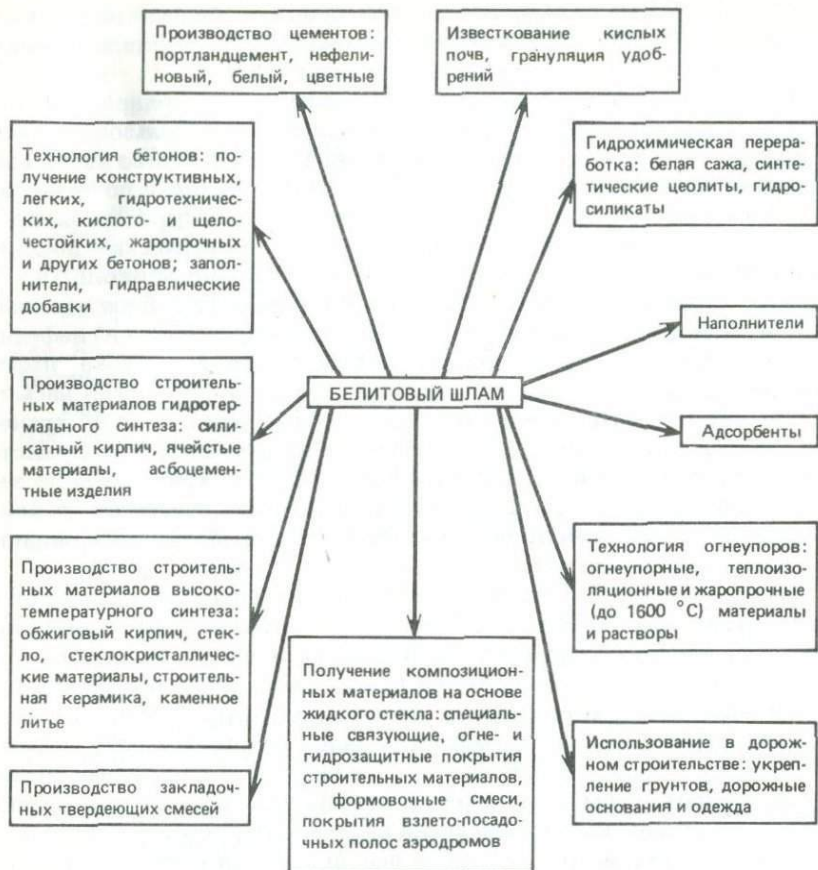 Производство цементов:
портландцемент, нефели-
новый, белый, цветные
Известкование кислых
почв, грануляция удоб-
рений
Технология бетонов: по-
лучение конструктивных,
легких, гидротехничес-
ких, кислото- и щело-
честойких, жаропрочных
и других бетонов; запол-
нители, гидравлические
добавки
Гидрохимическая перера-
ботка: белая сажа, синте-
тические цеолиты, гидро-
силикаты
Наполнители
БЕЛИТОВЫЙ ШЛАМ
Адсорбенты
Производство строитель-
ных материалов гидротер-
мального синтеза: сили-
катный кирпич, ячейстые
материалы, асбоцемен-
тные изделия
Производство строитель-
ных материалов высоко-
температурного синтеза:
обжиговый кирпич, стек-
ло, стеклокристалличес-
кие материалы, строитель-
ная керамика, каменное
литье
Технология огнеупоров:
огнеупорные, теплоизо-
ляционные и жаропрочные
(до 1600 °C) материалы
и растворы
Получение композицион-
ных материалов на основе
жидкого стекла: специаль-
ные связующие, огне- и
гидрозащитные покрытия
строительных материалов,
формовочные смеси,
покрытия взлето-посадо-
чных полос аэродромов
Производство закладоч-
ных твердеющих смесей
Использование в дорож-
ном строительстве: укреп-
ление грунтов, дорожные
основания и одежда